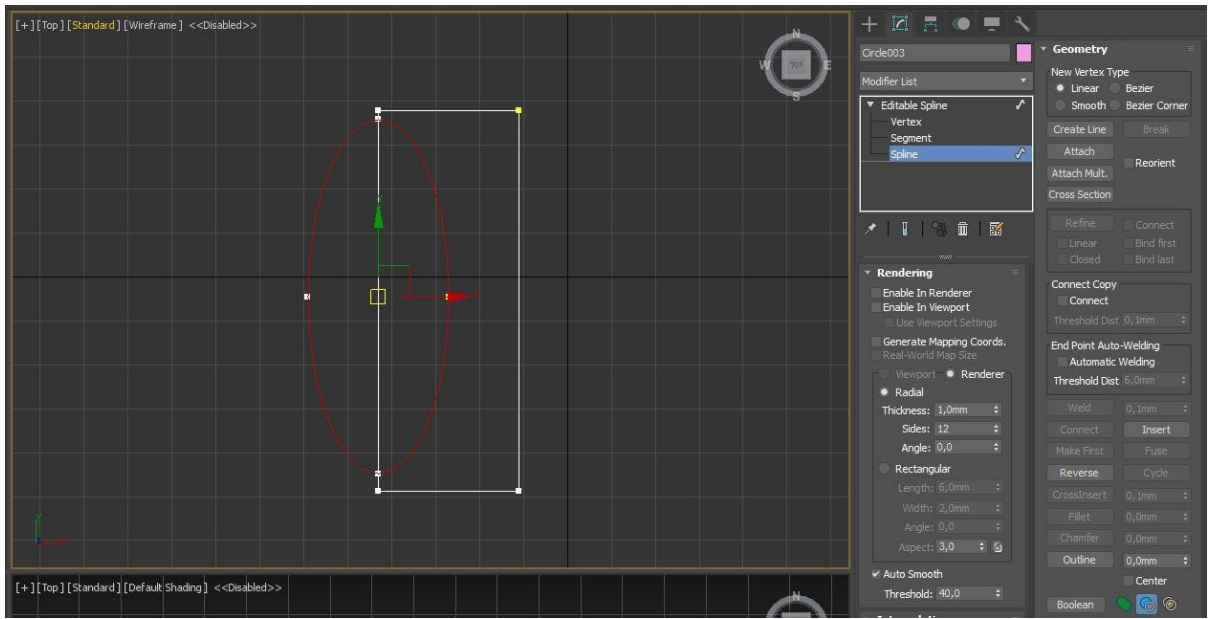 [+] [Top] [Standard] [Wireframe] <<Disabled>>
N
W TOP E
S
y
x
y
[+] [Top] [Standard] [Default Shading] <<Disabled>>
N
Circle003
Modifier List
Editable Spline
Vertex
Segment
Spline
Rendering
Enable In Renderer
Enable In Viewport
Use Viewport Settings
Generate Mapping Coords.
Real-World Map Size
Viewport Renderer
Radial
Thickness: 1,0mm
Sides: 12
Angle: 0,0
Rectangular
Length: 6,0mm
Width: 2,0mm
Angle: 0,0
Aspect: 3,0
Auto Smooth
Threshold: 40,0
Geometry
New Vertex Type
Linear Bezier
Smooth Bezier Corner
Create Line Break
Attach
Reorient
Attach Mult.
Cross Section
Refine Connect
Linear Bind first
Closed Bind last
Connect Copy
Connect
Threshold Dist 0,1mm
End Point Auto-Welding
Automatic Welding
Threshold Dist 6,0mm
Weld 0,1mm
Connect Insert
Make First Fuse
Reverse Cycle
CrossInsert 0,1mm
Fillet 0,0mm
Chamfer 0,0mm
Outline 0,0mm
Center
Boolean